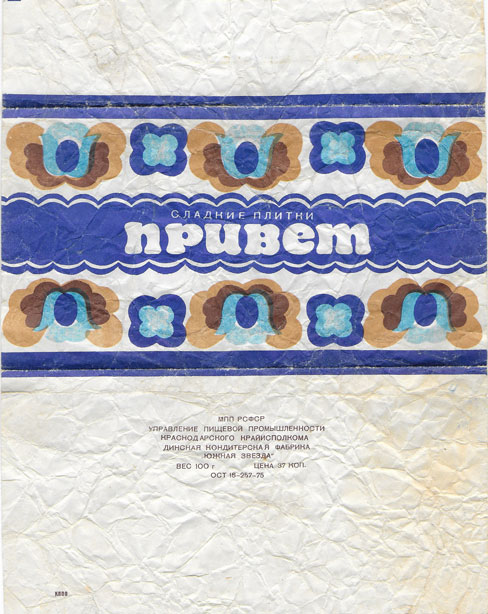 СЛАДКИЕ ПЛИТКИ
привет
МПП РСФСР
УПРАВЛЕНИЕ ПИЩЕВОЙ ПРОМЫШЛЕННОСТИ
КРАСНОДАРСКОГО КРАЙИСПОЛКОМА
ДИНСКАЯ КОНДИТЕРСКАЯ ФАБРИКА
"ЮЖНАЯ ЗВЕЗДА"
ВЕС 100 г ЦЕНА 37 КОП.
ОСТ 18-257-75